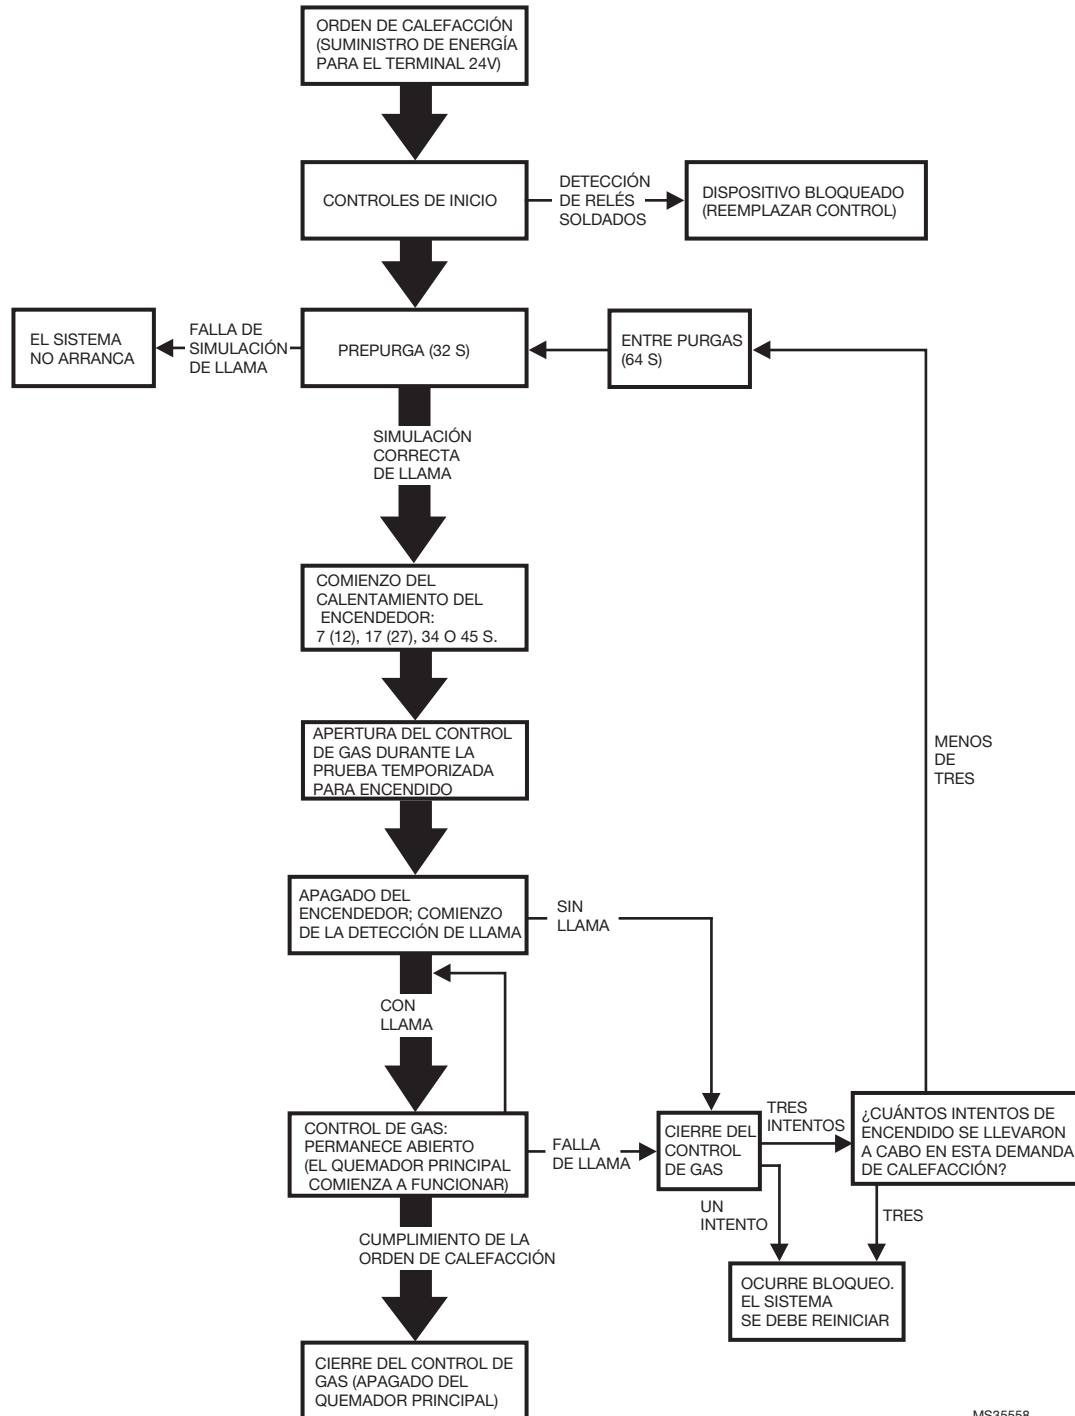 ORDEN DE CALEFACCIÓN
(SUMINISTRO DE ENERGÍA
PARA EL TERMINAL 24V)
CONTROLES DE INICIO
DETECCIÓN
DE RELÉS
SOLDADOS
DISPOSITIVO BLOQUEADO
(REEMPLAZAR CONTROL)
EL SISTEMA
NO ARRANCA
FALLA DE
SIMULACIÓN
DE LLAMA
PREPURGA (32 S)
ENTRE PURGAS
(64 S)
SIMULACIÓN
CORRECTA
DE LLAMA
COMIENZO DEL
CALENTAMIENTO DEL
ENCENDEDOR:
7 (12), 17 (27), 34 O 45 S.
APERTURA DEL CONTROL
DE GAS DURANTE LA
PRUEBA TEMPORIZADA
PARA ENCENDIDO
MENOS
DE
TRES
APAGADO DEL
ENCENDEDOR; COMIENZO
DE LA DETECCIÓN DE LLAMA
SIN
LLAMA
CON
LLAMA
CONTROL DE GAS:
PERMANECE ABIERTO
(EL QUEMADOR PRINCIPAL
COMIENZA A FUNCIONAR)
FALLA
DE LLAMA
CIERRE DEL
CONTROL
DE GAS
TRES
INTENTOS
¿CUÁNTOS INTENTOS DE
ENCENDIDO SE LLEVARON
A CABO EN ESTA DEMANDA
DE CALEFACCIÓN?
UN
INTENTO
TRES
CUMPLIMIENTO DE LA
ORDEN DE CALEFACCIÓN
OCURRE BLOQUEO.
EL SISTEMA
SE DEBE REINICIAR
CIERRE DEL CONTROL DE
GAS (APAGADO DEL
QUEMADOR PRINCIPAL)
MS35558